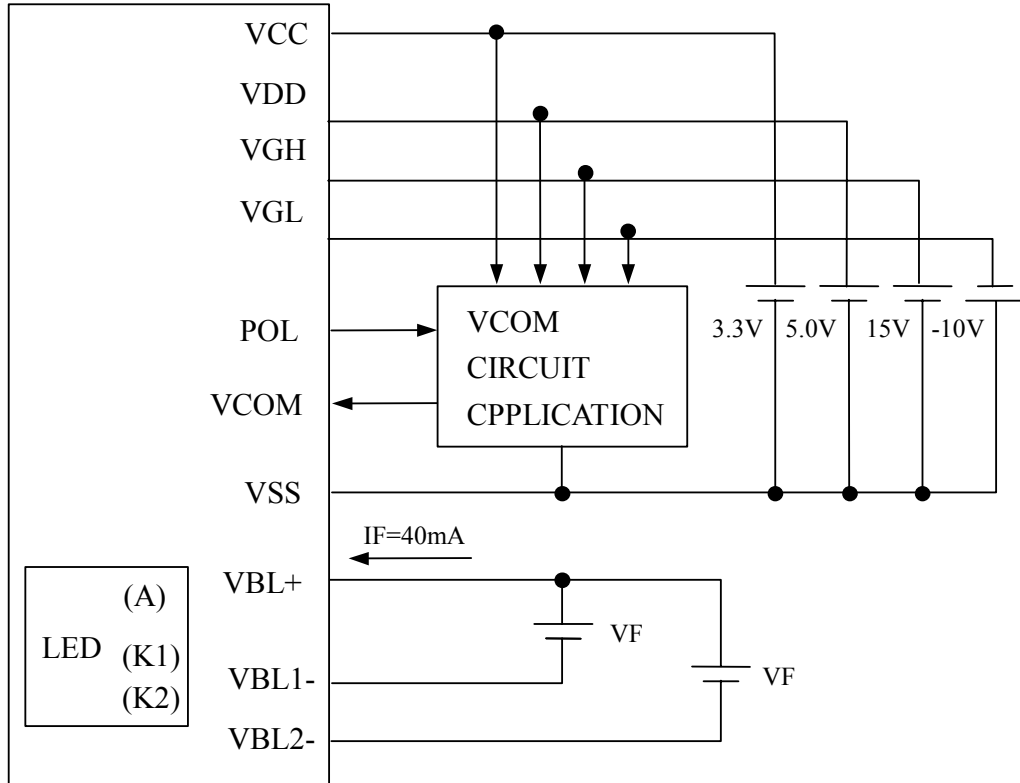 VCC
VDD
VGH
VGL
POL
VCOM
VSS
VCOM
CIRCUIT
CPPLICATION
3.3V 5.0V 15V -10V
IF=40mA
VBL+
VBL1-
VBL2-
LED
(A)
(K1)
(K2)
VF
VF